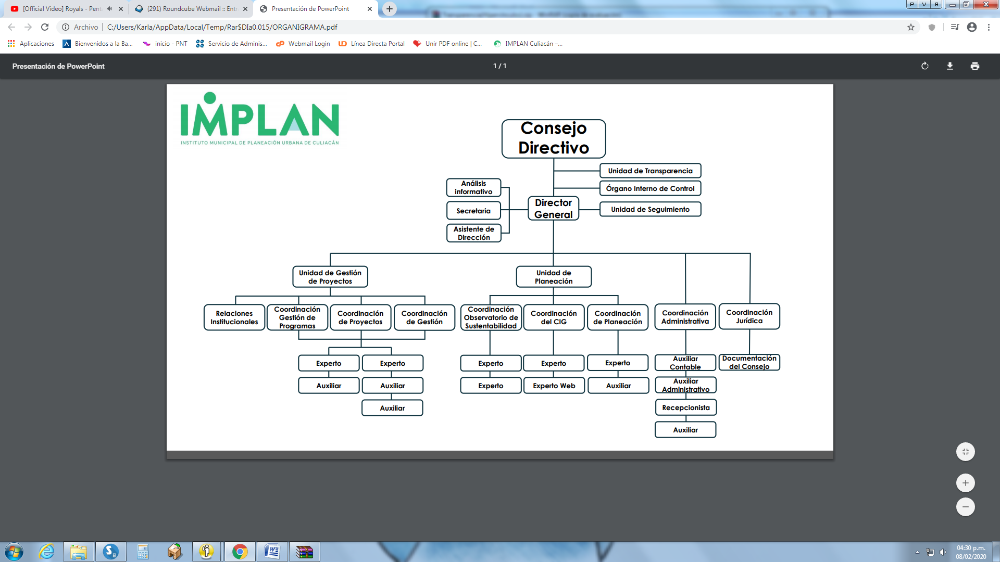 [Official Video] Royals - Pent
(291) Roundcube Webmail :: Entr
Presentación de PowerPoint
P V R
Archivo
C:/Users/Karla/AppData/Local/Temp/Rar$DIa0.015/ORGANIGRAMA.pdf
Aplicaciones
Bienvenidos a la Ba...
inicio - PNT
Servicio de Adminis...
Webmail Login
Línea Directa Portal
Unir PDF online | C...
IMPLAN Culiacán –...
Presentación de PowerPoint
1 / 1
IMPLAN
INSTITUTO MUNICIPAL DE PLANEACIÓN URBANA DE CULIACÁN
Consejo
Directivo
Unidad de Transparencia
Órgano Interno de Control
Análisis
informativo
Secretaria
Asistente de
Dirección
Director
General
Unidad de Seguimiento
Unidad de Gestión
de Proyectos
Unidad de
Planeación
Relaciones
Institucionales
Coordinación
Gestión de
Programas
Coordinación
de Proyectos
Coordinación
de Gestión
Coordinación
Observatorio de
Sustentabilidad
Coordinación
del CIG
Coordinación
de Planeación
Coordinación
Administrativa
Coordinación
Jurídica
Experto
Experto
Experto
Experto
Experto
Auxiliar
Contable
Documentación
del Consejo
Auxiliar
Auxiliar
Experto
Experto Web
Auxiliar
Auxiliar
Administrativo
Auxiliar
Recepcionista
Auxiliar
04:30 p.m.
08/02/2020